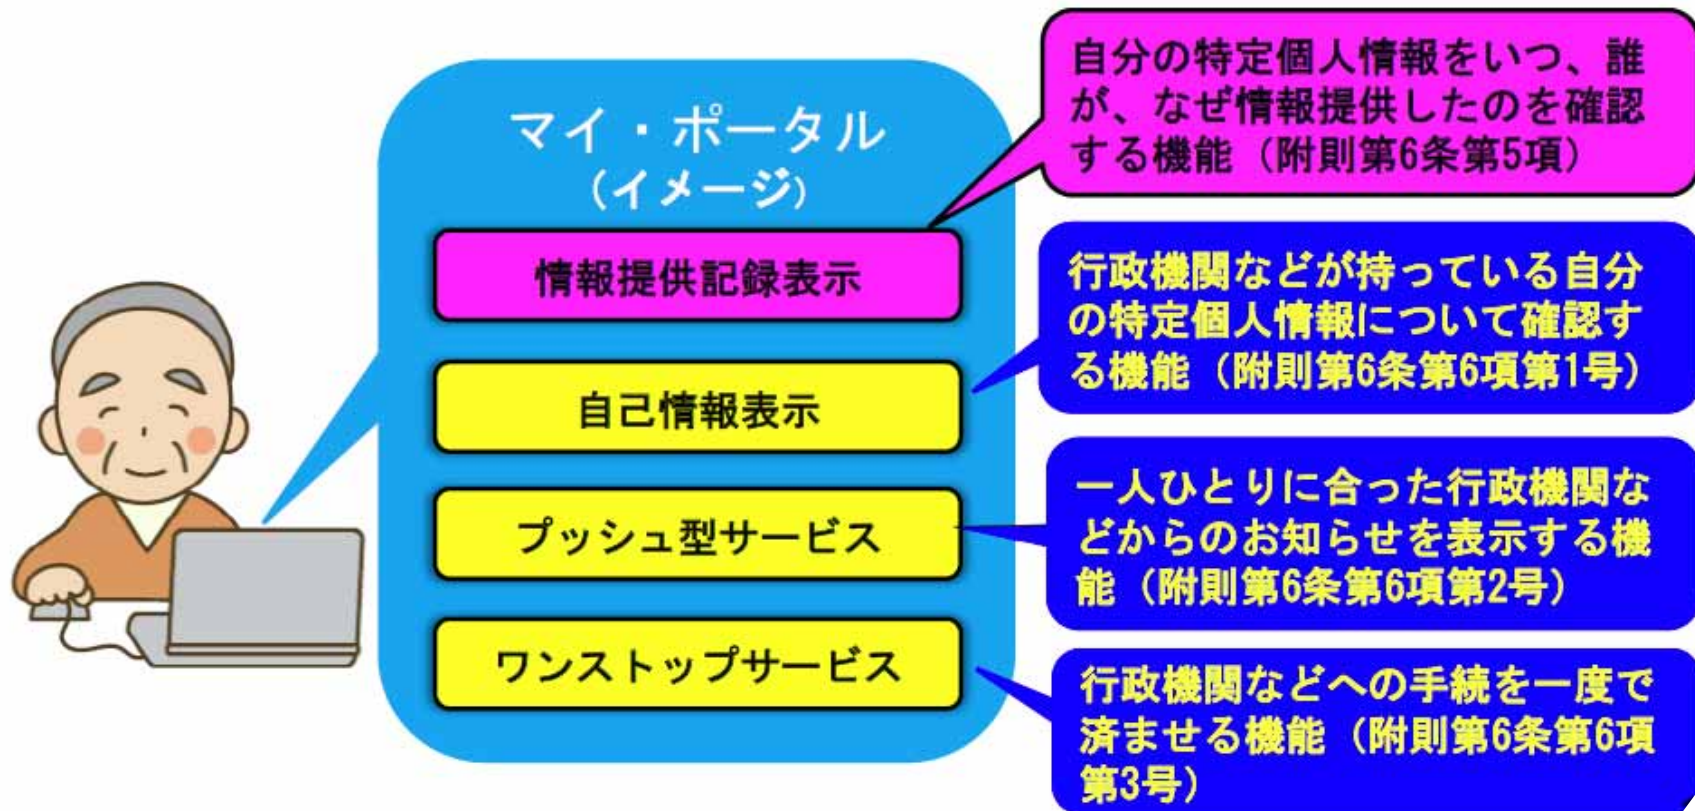 マイ・ポータル
(イメージ)
情報提供記録表示
自己情報表示
プッシュ型サービス
ワンストップサービス
自分の特定個人情報をいつ、誰
が、なぜ情報提供したのを確認
する機能（附則第6条第5項）
行政機関などが持っている自分
の特定個人情報について確認す
る機能（附則第6条第6項第1号）
一人ひとりに合った行政機関な
どからのお知らせを表示する機
能（附則第6条第6項第2号）
行政機関などへの手続を一度で
済ませる機能（附則第6条第6項
第3号）